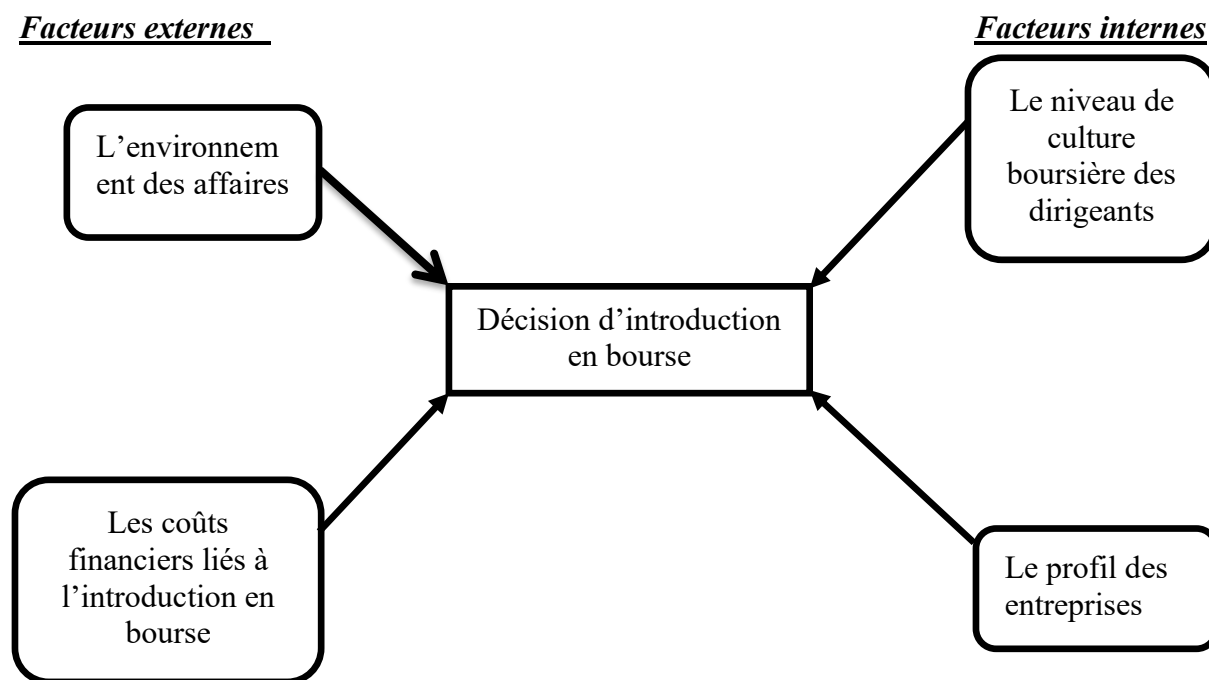 Facteurs externes
Facteurs internes
L’environnem
ent des affaires
Le niveau de
culture
boursière des
dirigeants
Décision d’introduction
en bourse
Les coûts
financiers liés à
l’introduction en
bourse
Le profil des
entreprises